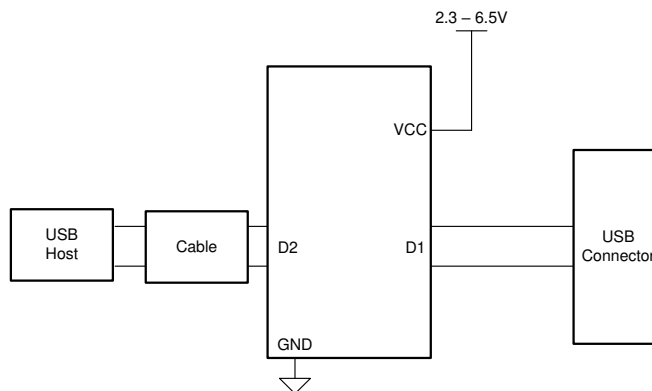 2.3 – 6.5V
VCC
USB
Host
Cable
D2
D1
USB
Connector
GND